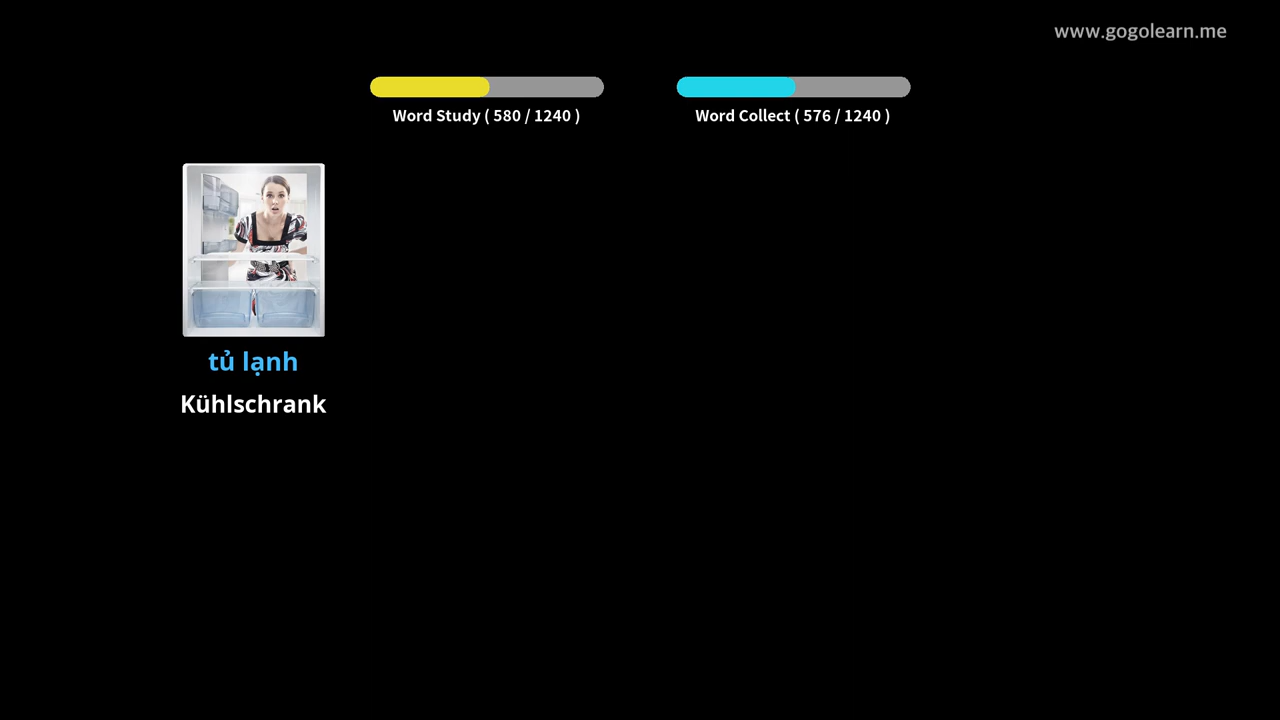 www.gogolearn.me
Word Study ( 580 / 1240 )
Word Collect ( 576 / 1240 )
tủ lạnh
Kühlschrank